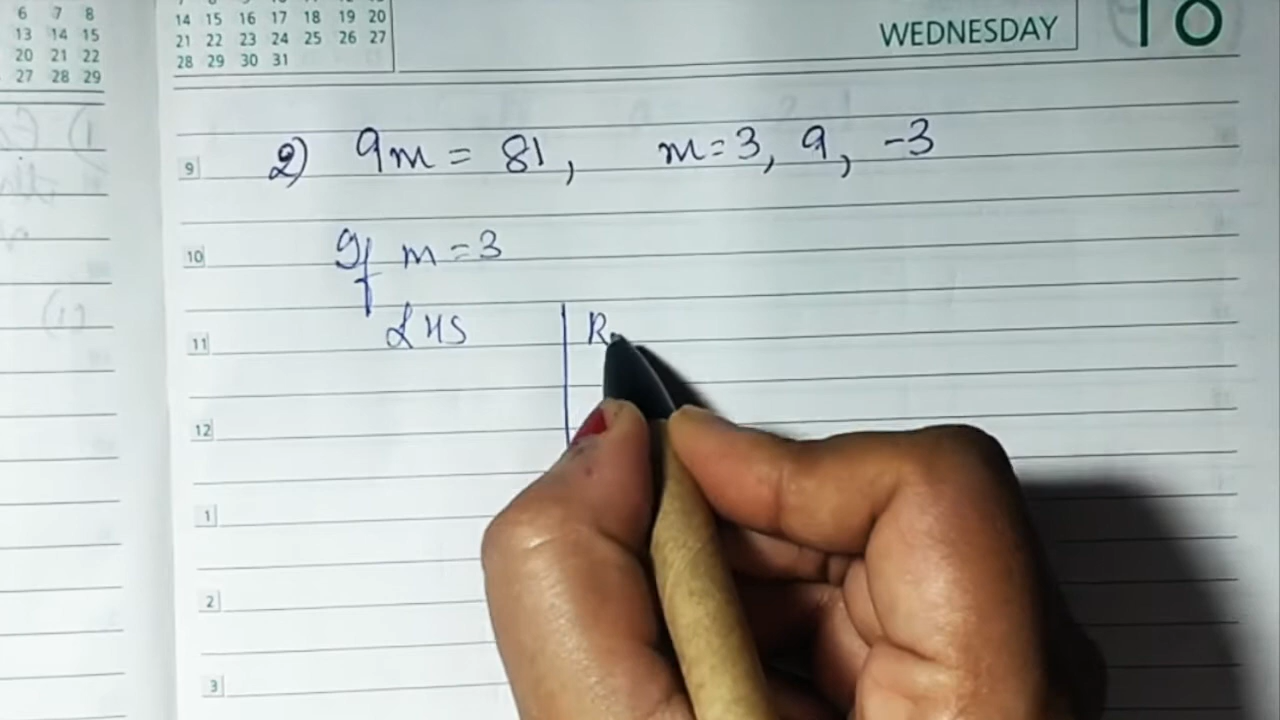 6 7 8
13 14 15
20 21 22
27 28 29
14 15 16 17 18 19 20
21 22 23 24 25 26 27
28 29 30 31
WEDNESDAY 10
9
2) 9m = 81, m=3, 9, -3
10
If m = 3
11
LHS R
12
1
2
3